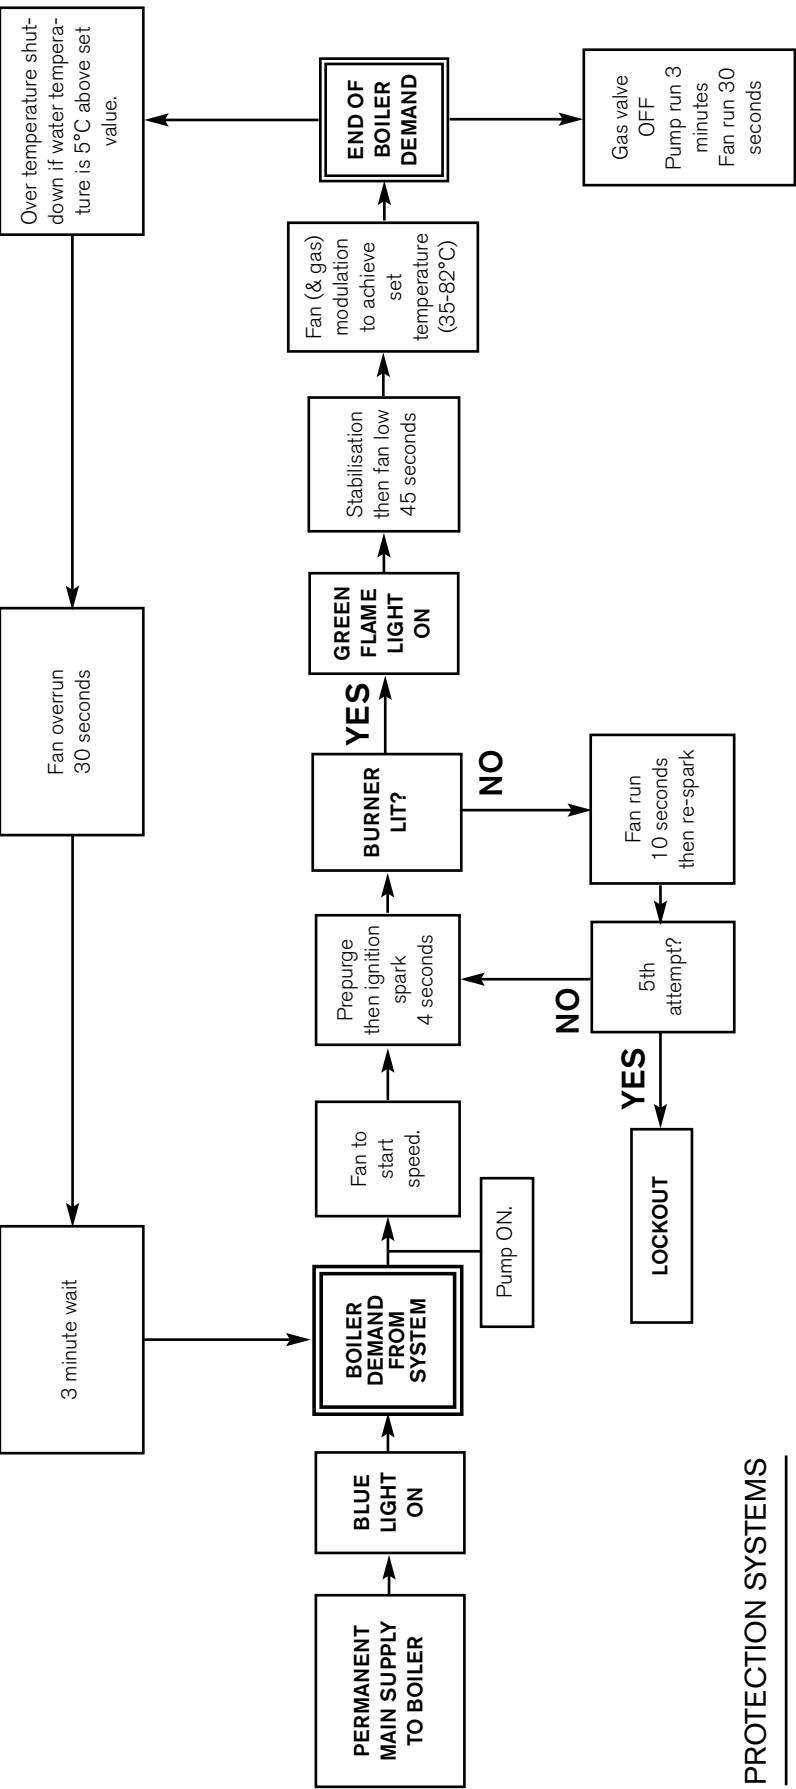 3 minute wait
Fan overrun
30 seconds
Over temperature shut-
down if water tempera-
ture is 5°C above set
value.
PERMANENT
MAIN SUPPLY
TO BOILER
BLUE
LIGHT
ON
BOILER
DEMAND
FROM
SYSTEM
Fan to
start
speed.
Prepurge
then ignition
spark
4 seconds
BURNER
LIT?
YES
GREEN
FLAME
LIGHT
ON
Stabilisation
then fan low
45 seconds
Fan (& gas)
modulation
to achieve
set
temperature
(35-82°C)
END OF
BOILER
DEMAND
Pump ON.
NO
NO
YES
LOCKOUT
5th
attempt?
Fan run
10 seconds
then re-spark
Gas valve
OFF
Pump run 3
minutes
Fan run 30
seconds
PROTECTION SYSTEMS